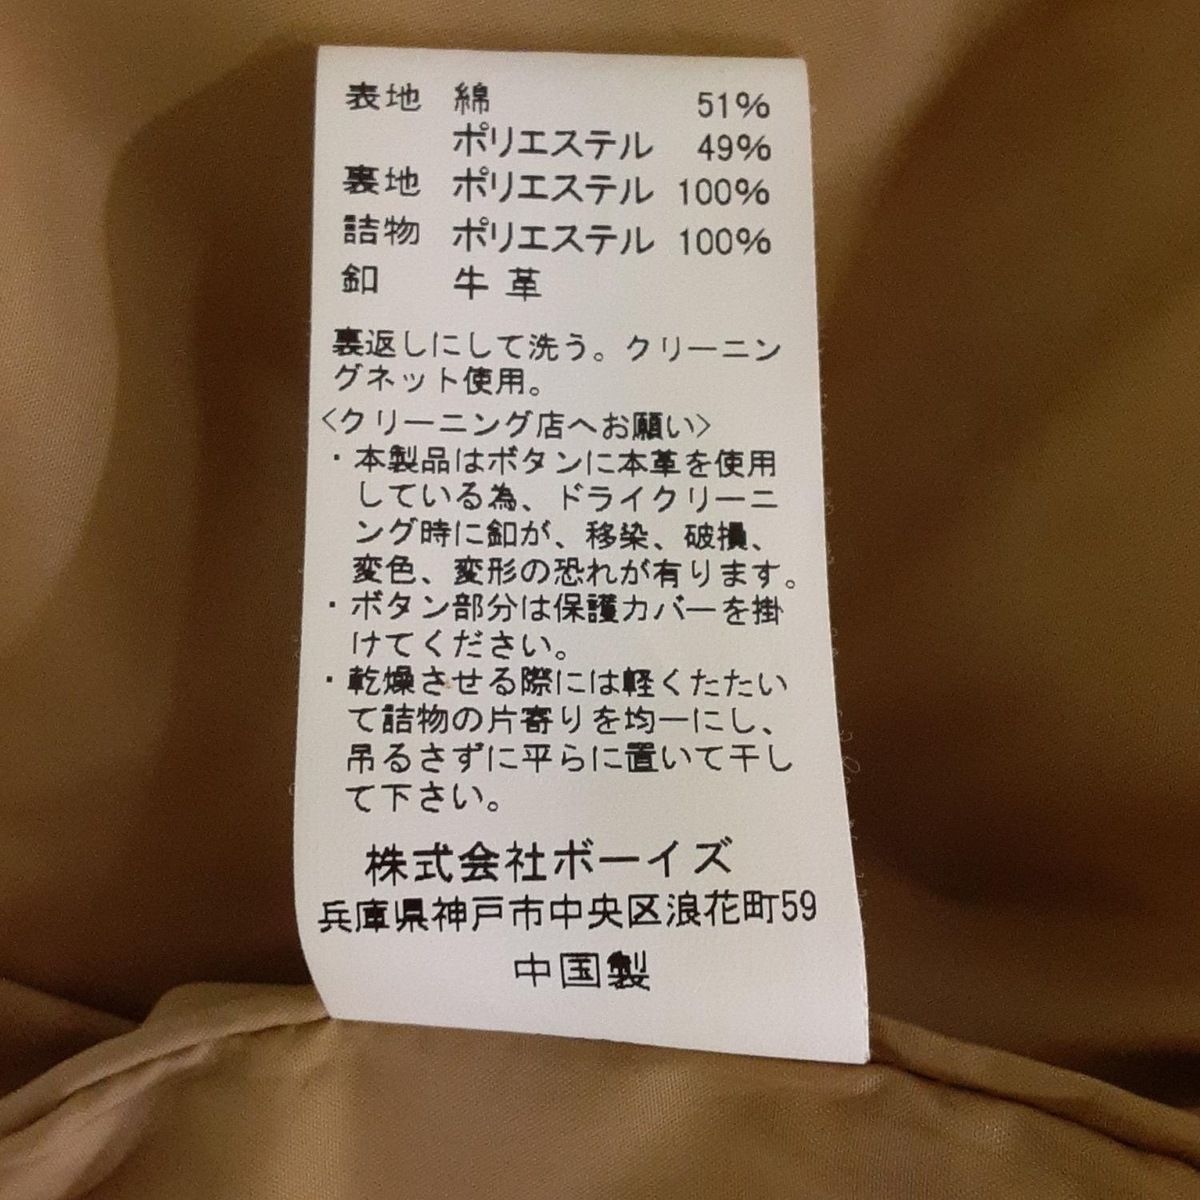 表地 綿 51%
ポリエステル 49%
裏地 ポリエステル 100%
詰物 ポリエステル 100%
釦 牛革
裏返しにして洗う。クリーニン
グネット使用。
<クリーニング店へお願い>
・本製品はボタンに本革を使用
している為、ドライクリーニ
ング時に釦が、移染、破損、
変色、変形の恐れが有ります。
・ボタン部分は保護カバーを掛
けてください。
・乾燥させる際には軽くたたい
て詰物の片寄りを均一にし、
吊るさずに平らに置いて干し
て下さい。
株式会社ボーイズ
兵庫県神戸市中央区浪花町59
中国製